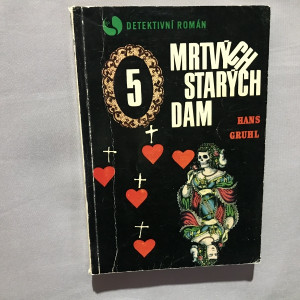 DETEKTIVNÍ ROMÁN
5
MRTVÝCH
STARÝCH
DAM
HANS
GRUHL